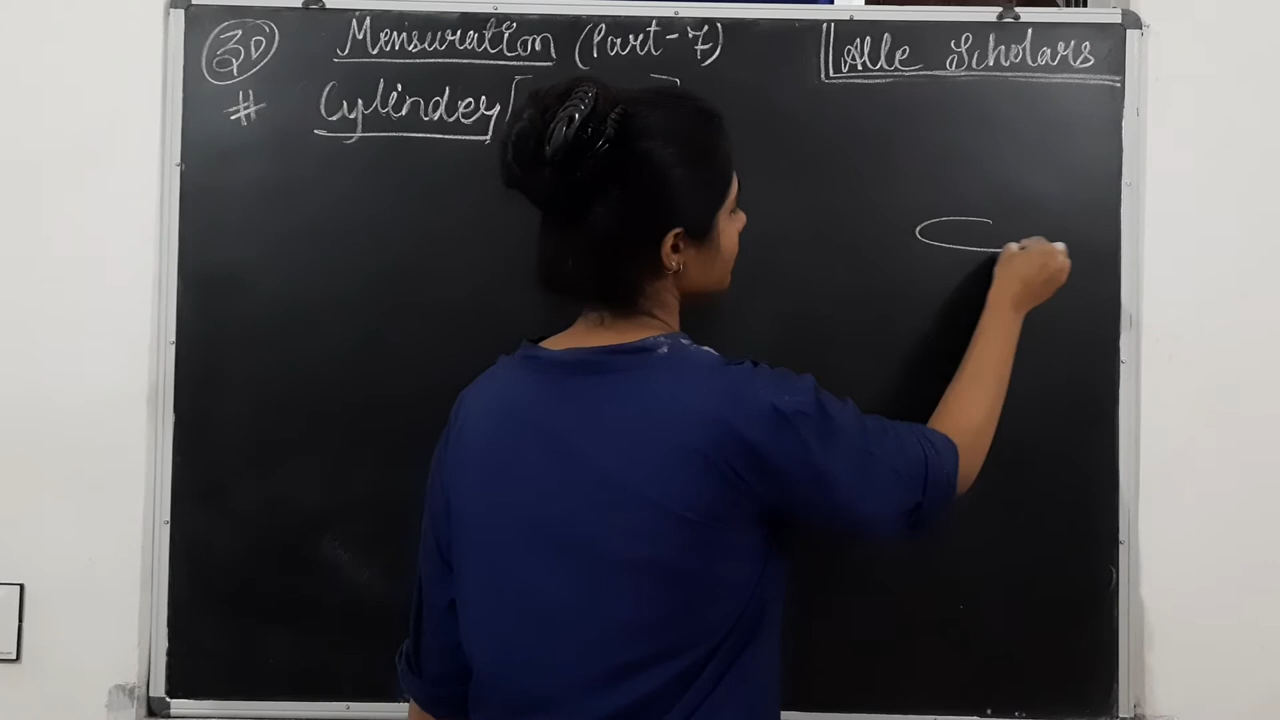 3D Mensuration (Part-7) Alle Scholars
# Cylinder [ ]